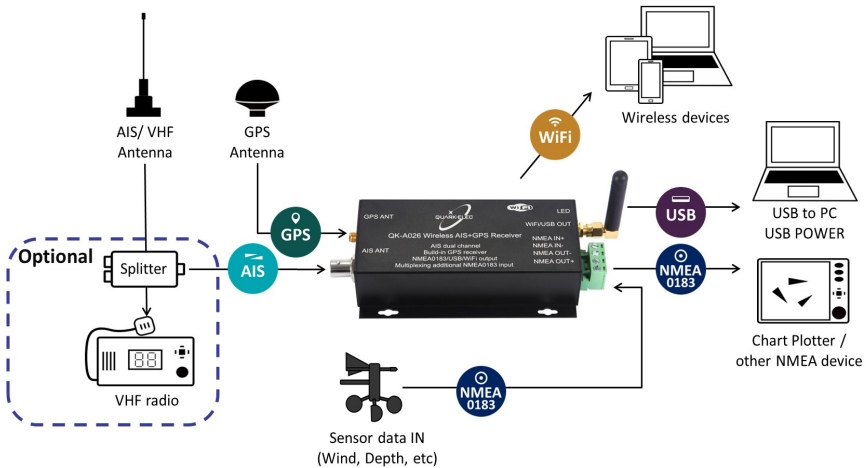 AIS/ VHF
Antenna
GPS
Antenna
WiFi
Wireless devices
GPS
AIS
Optional
Splitter
88
VHF radio
GPS ANT
AIS ANT
QUARK-ELEC
WiFi
LED
WiFi/USB OUT
QK-A026 Wireless AIS+GPS Receiver
NMEA IN+
NMEA IN-
NMEA OUT-
NMEA OUT+
AIS dual channel
Build-in GPS receiver
NMEA0183/USB/WiFi output
Multiplexing additional NMEA0183 input
USB
USB to PC
USB POWER
NMEA
0183
Chart Plotter /
other NMEA device
NMEA
0183
Sensor data IN
(Wind, Depth, etc)